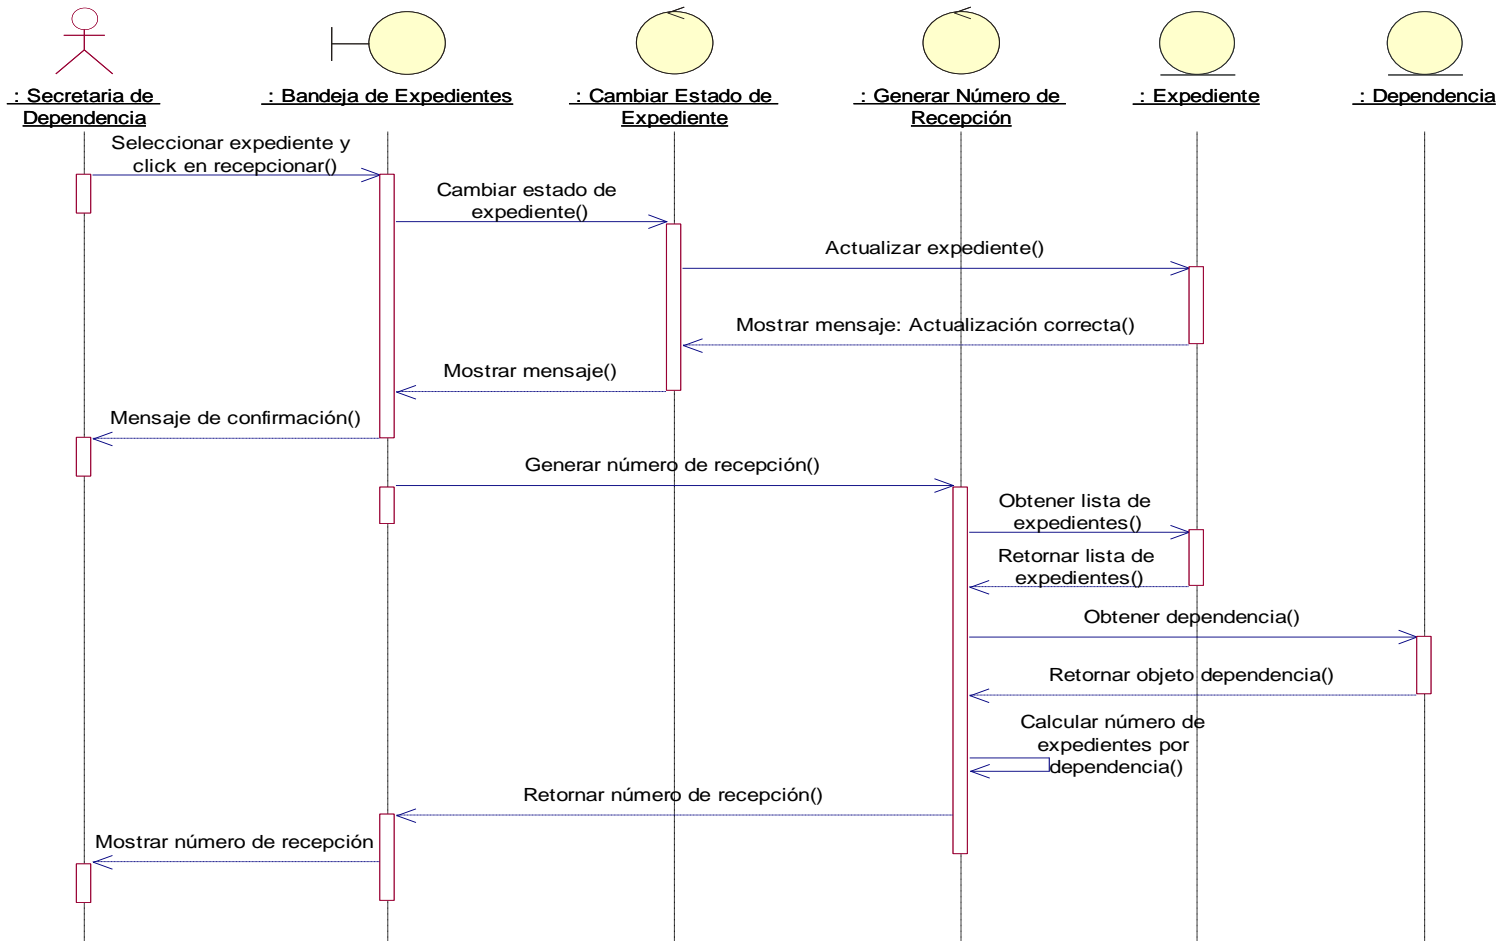 : Secretaria de
Dependencia
: Bandeja de Expedientes
: Cambiar Estado de
Expediente
: Generar Número de
Recepción
: Expediente
: Dependencia
Seleccionar expediente y
click en recepcionar()
Cambiar estado de
expediente()
Actualizar expediente()
Mostrar mensaje: Actualización correcta()
Mostrar mensaje()
Mensaje de confirmación()
Generar número de recepción()
Obtener lista de
expedientes()
Retornar lista de
expedientes()
Obtener dependencia()
Retornar objeto dependencia()
Calcular número de
expedientes por
dependencia()
Retornar número de recepción()
Mostrar número de recepción